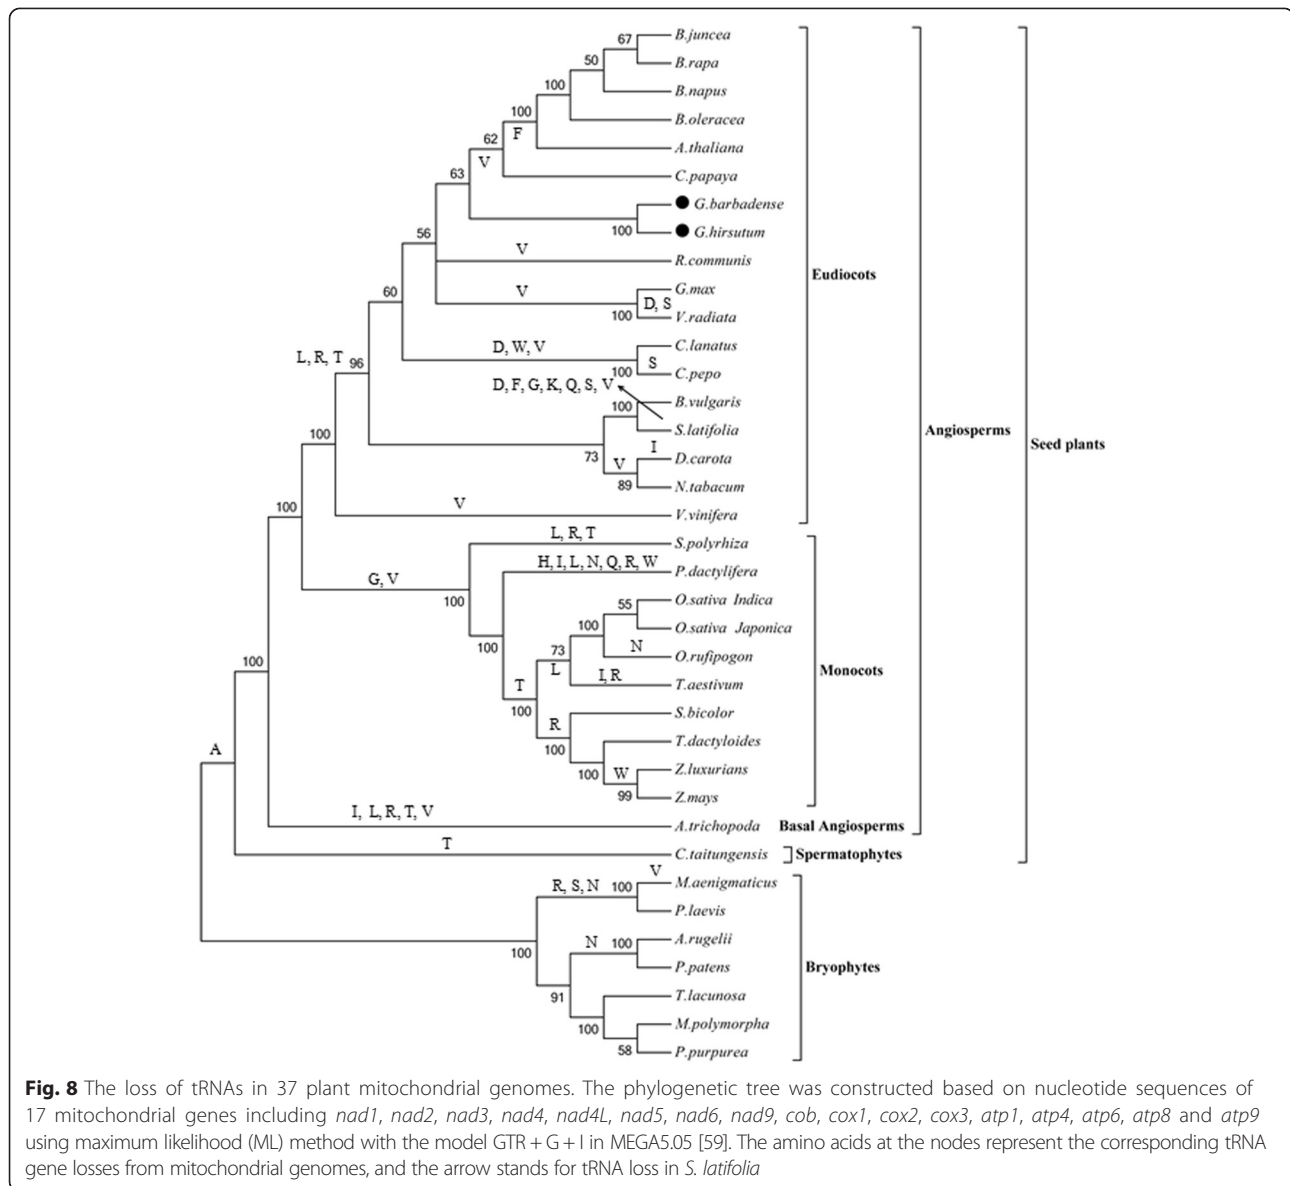 67
B.juncea
B.rapa
50
B.napus
100
B.oleracea
100
F
A.thaliana
62
V
C.papaya
63
G.barbadense
100
G.hirsutum
56
V
R.communis
Eudiocots
V
G.max
D, S
100
V.radiata
60
D, W, V
C.lanatus
S
100
C.pepo
L, R, T
96
D, F, G, K, Q, S, V
B.vulgaris
100
S.latifolia
Angiosperms
Seed plants
I
73
V
D.carota
89
N.tabacum
100
V
V.vinifera
100
L, R, T
S.polyrhiza
H, I, L, N, Q, R, W
P.dactylifera
G, V
100
55
O.sativa Indica
100
O.sativa Japonica
100
N
73
O.rufipogon
L
I, R
T.aestivum
Monocots
T
100
R
S.bicolor
100
T.dactyloides
100
W
Z.luxurians
99
Z.mays
100
A
I, L, R, T, V
A.trichopoda
Basal Angiosperms
T
C.taitungensis
Spermatophytes
V
R, S, N
100
M.aenigmaticus
P.laevis
100
N
100
A.rugelii
P.patens
Bryophytes
91
T.lacunosa
100
M.polymorpha
58
P.purpurea
Fig. 8 The loss of tRNAs in 37 plant mitochondrial genomes. The phylogenetic tree was constructed based on nucleotide sequences of
17 mitochondrial genes including nad1, nad2, nad3, nad4, nad4L, nad5, nad6, nad9, cob, cox1, cox2, cox3, atp1, atp4, atp6, atp8 and atp9
using maximum likelihood (ML) method with the model GTR + G + I in MEGA5.05 [59]. The amino acids at the nodes represent the corresponding tRNA
gene losses from mitochondrial genomes, and the arrow stands for tRNA loss in S. latifolia